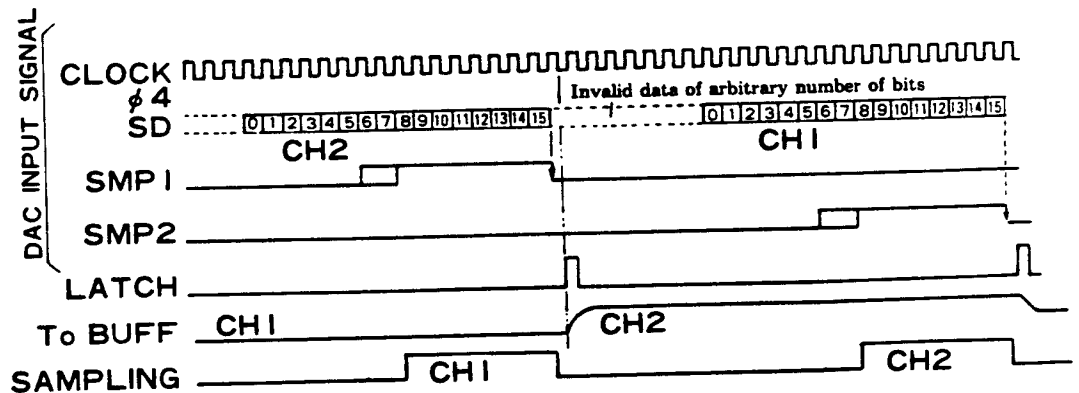 DAC INPUT SIGNAL
CLOCK
φ4
Invalid data of arbitrary number of bits
SD 0 1 2 3 4 5 6 7 8 9 10 11 12 13 14 15 0 1 2 3 4 5 6 7 8 9 10 11 12 13 14 15
CH2 CH1
SMP1
SMP2
LATCH
To BUFF CH1 CH2
SAMPLING CH1 CH2